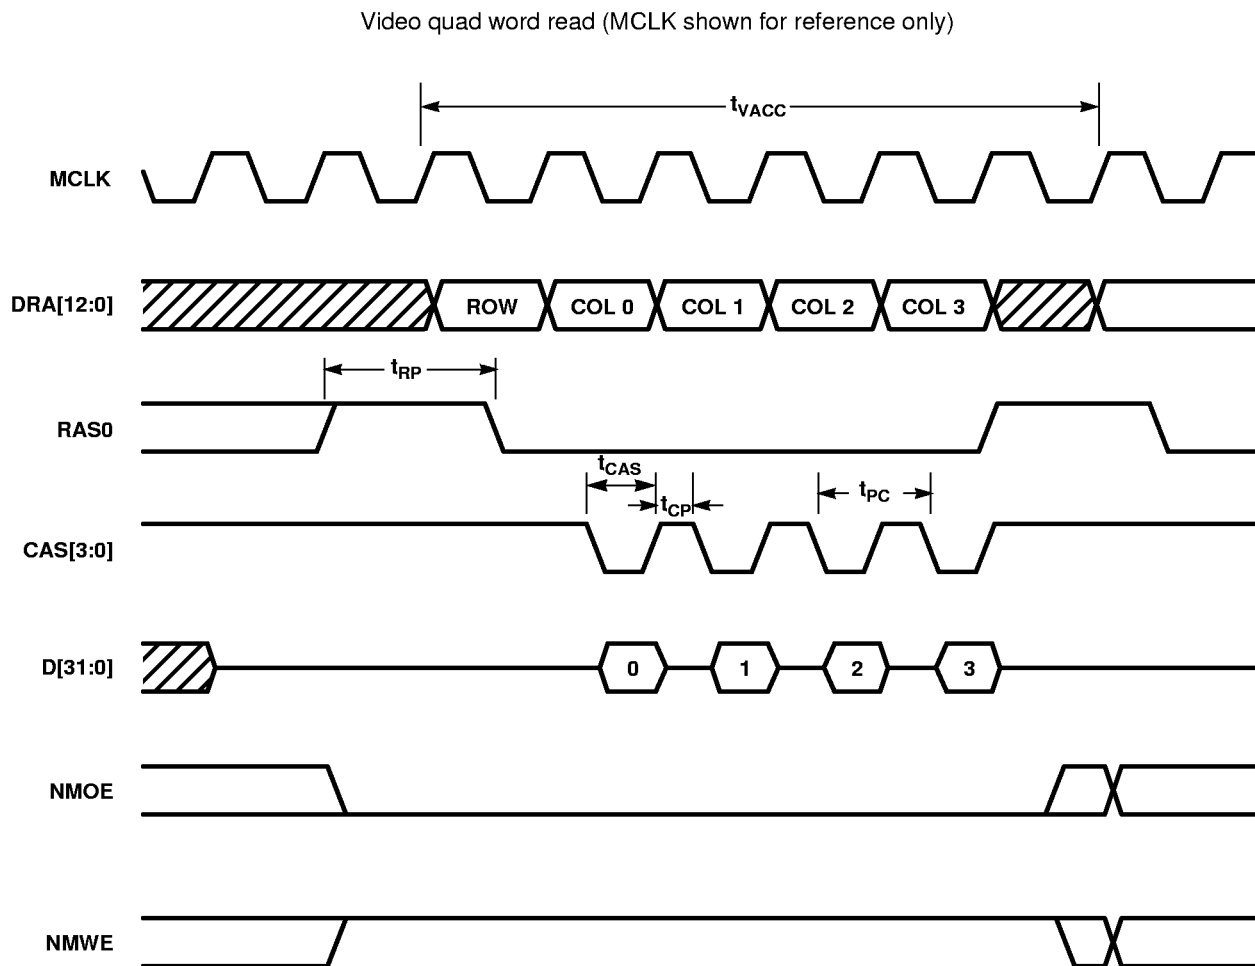 Video quad word read (MCLK shown for reference only)
tVACC
MCLK
DRA[12:0] ROW COL 0 COL 1 COL 2 COL 3
tRP
RAS0
tCAS
tCP tPC
CAS[3:0]
D[31:0] 0 1 2 3
NMOE
NMWE